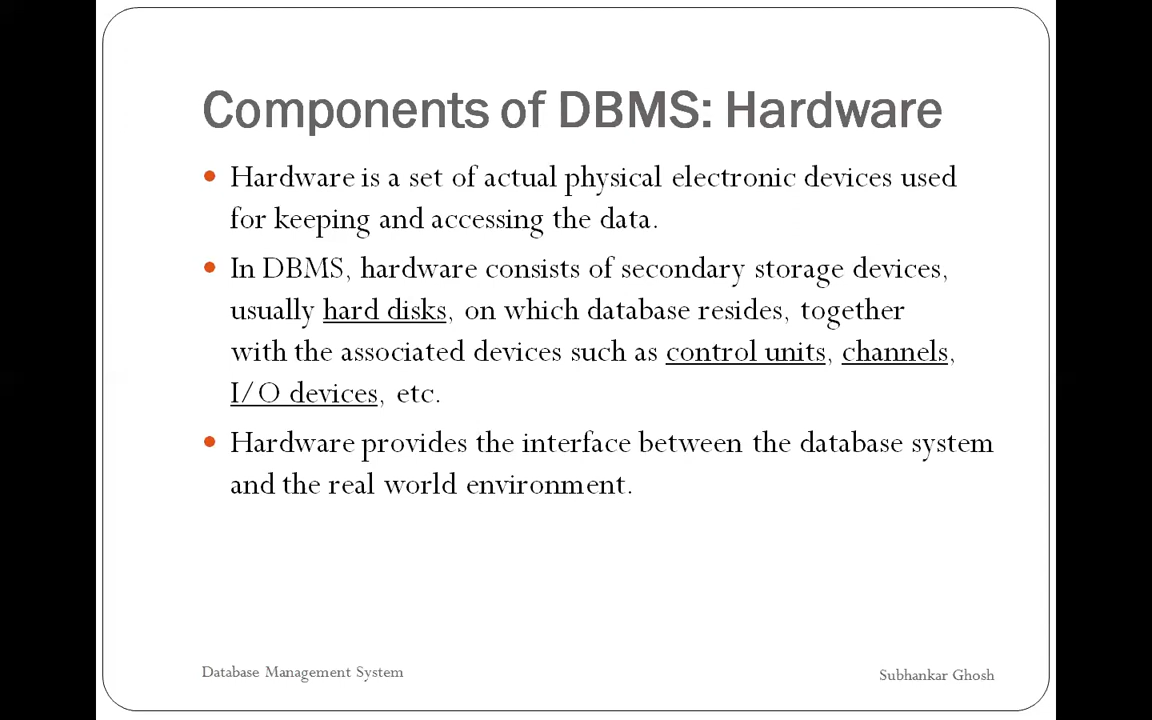 Components of DBMS: Hardware
Hardware is a set of actual physical electronic devices used
for keeping and accessing the data.
In DBMS, hardware consists of secondary storage devices,
usually hard disks, on which database resides, together
with the associated devices such as control units, channels,
I/O devices, etc.
Hardware provides the interface between the database system
and the real world environment.
Database Management System
Subhankar Ghosh